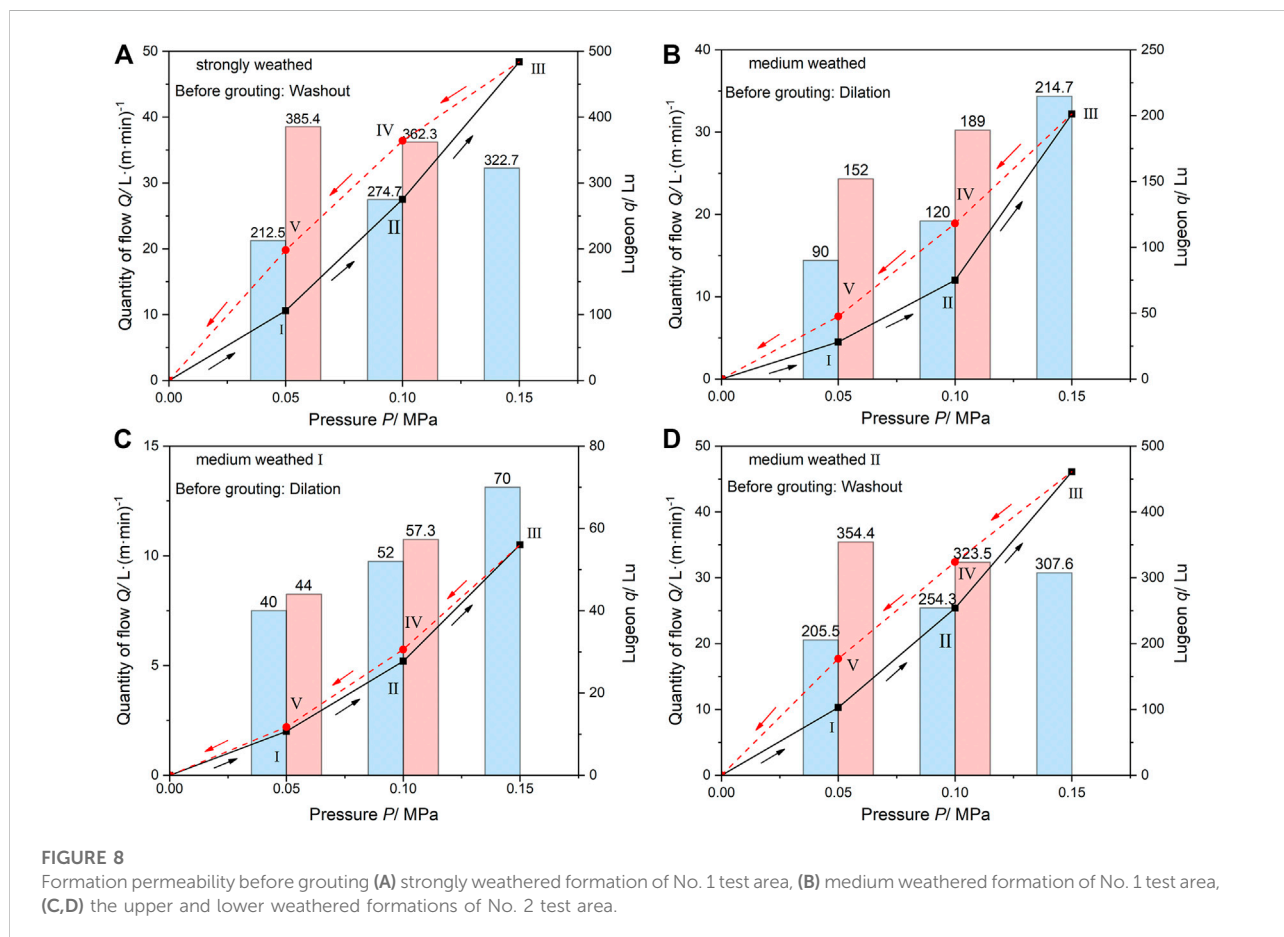 A
strongly weathed
Before grouting: Washout
Quantity of flow Q/ L·(m·min)⁻¹
Lugeon q/ Lu
50
40
30
20
10
0
500
400
300
200
100
0
212.5
385.4
274.7
362.3
322.7
I
II
III
IV
V
0.00
0.05
0.10
0.15
Pressure P/ MPa
B
medium weathed
Before grouting: Dilation
Quantity of flow Q/ L·(m·min)⁻¹
Lugeon q/ Lu
40
30
20
10
0
250
200
150
100
50
0
90
152
120
189
214.7
I
II
III
IV
V
0.00
0.05
0.10
0.15
Pressure P/ MPa
C
medium weathed I
Before grouting: Dilation
Quantity of flow Q/ L·(m·min)⁻¹
Lugeon q/ Lu
15
10
5
0
80
60
40
20
0
40
44
52
57.3
70
I
II
III
IV
V
0.00
0.05
0.10
0.15
Pressure P/ MPa
D
medium weathed II
Before grouting: Washout
Quantity of flow Q/ L·(m·min)⁻¹
Lugeon q/ Lu
50
40
30
20
10
0
500
400
300
200
100
0
205.5
354.4
254.3
323.5
307.6
I
II
III
IV
V
0.00
0.05
0.10
0.15
Pressure P/ MPa
FIGURE 8
Formation permeability before grouting (A) strongly weathered formation of No. 1 test area, (B) medium weathered formation of No. 1 test area,
(C,D) the upper and lower weathered formations of No. 2 test area.